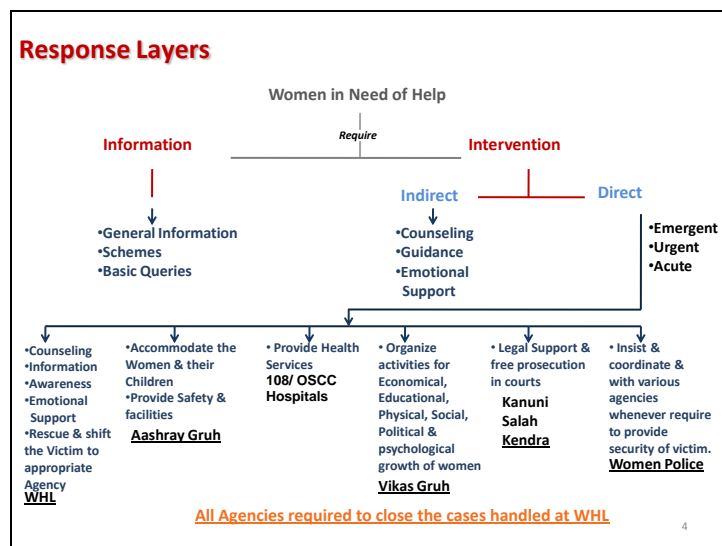 Response Layers
Women in Need of Help
Require
Information
Intervention
Indirect
Direct
•General Information
•Schemes
•Basic Queries
•Counseling
•Guidance
•Emotional
Support
•Emergent
•Urgent
•Acute
•Counseling
•Information
•Awareness
•Emotional
Support
•Rescue & shift
the Victim to
appropriate
Agency
WHL
•Accommodate the
Women & their
Children
•Provide Safety &
facilities
Aashray Gruh
• Provide Health
Services
108/ OSCC
Hospitals
• Organize
activities for
Economical,
Educational,
Physical, Social,
Political &
psychological
growth of women
Vikas Gruh
• Legal Support &
free prosecution
in courts
Kanuni
Salah
Kendra
• Insist &
coordinate &
with various
agencies
whenever require
to provide
security of victim.
Women Police
All Agencies required to close the cases handled at WHL
4